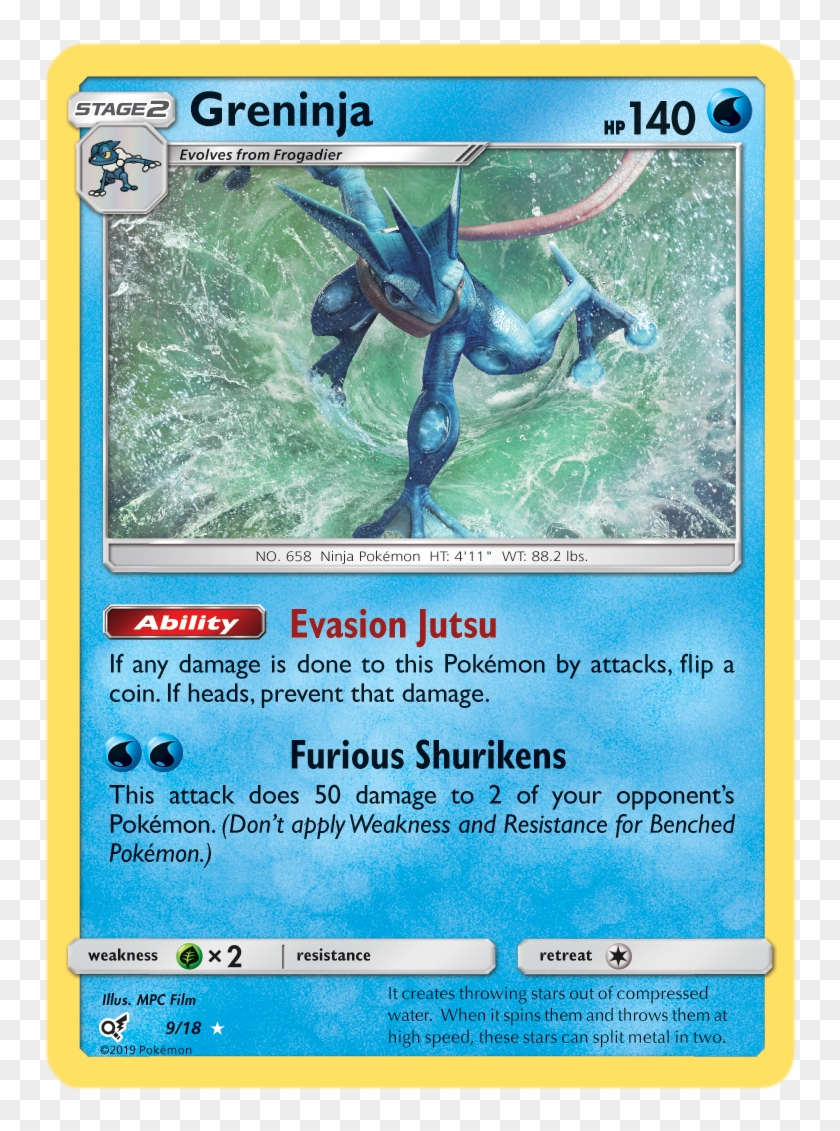 STAGE2 Greninja HP 140
Evolves from Frogadier
NO. 658 Ninja Pokémon HT: 4'11" WT: 88.2 lbs.
Ability Evasion Jutsu
If any damage is done to this Pokémon by attacks, flip a
coin. If heads, prevent that damage.
Furious Shurikens
This attack does 50 damage to 2 of your opponent's
Pokémon. (Don't apply Weakness and Resistance for Benched
Pokémon.)
weakness ×2 resistance retreat
Illus. MPC Film
9/18
©2019 Pokémon
It creates throwing stars out of compressed
water. When it spins them and throws them at
high speed, these stars can split metal in two.